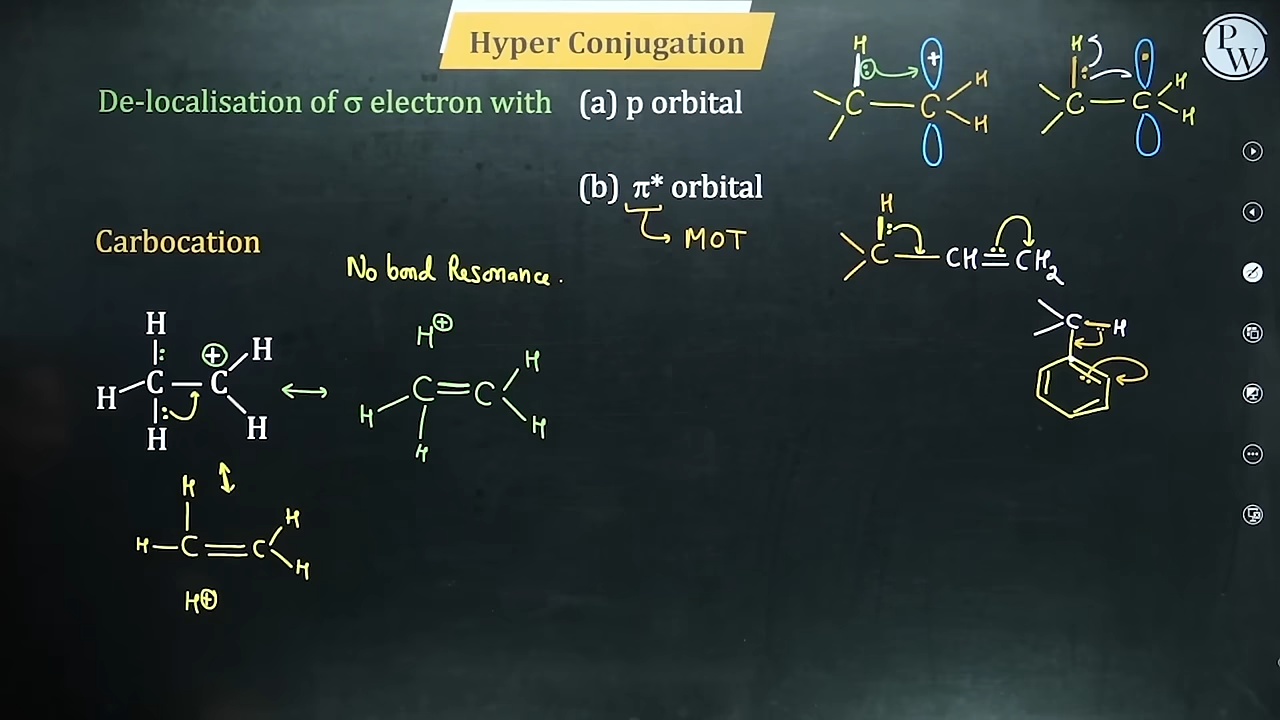 Hyper Conjugation
PW
De-localisation of σ electron with (a) p orbital
(b) π* orbital
MOT
Carbocation
No bond Resonance.
H
C — C
H
H
+
H
C — C
H
H
H
C — CH = CH₂
C — H
H
H — C — C
H
H
H
+
H⊕
C = C
H
H
H
H
H
H — C = C
H
H
H⊕